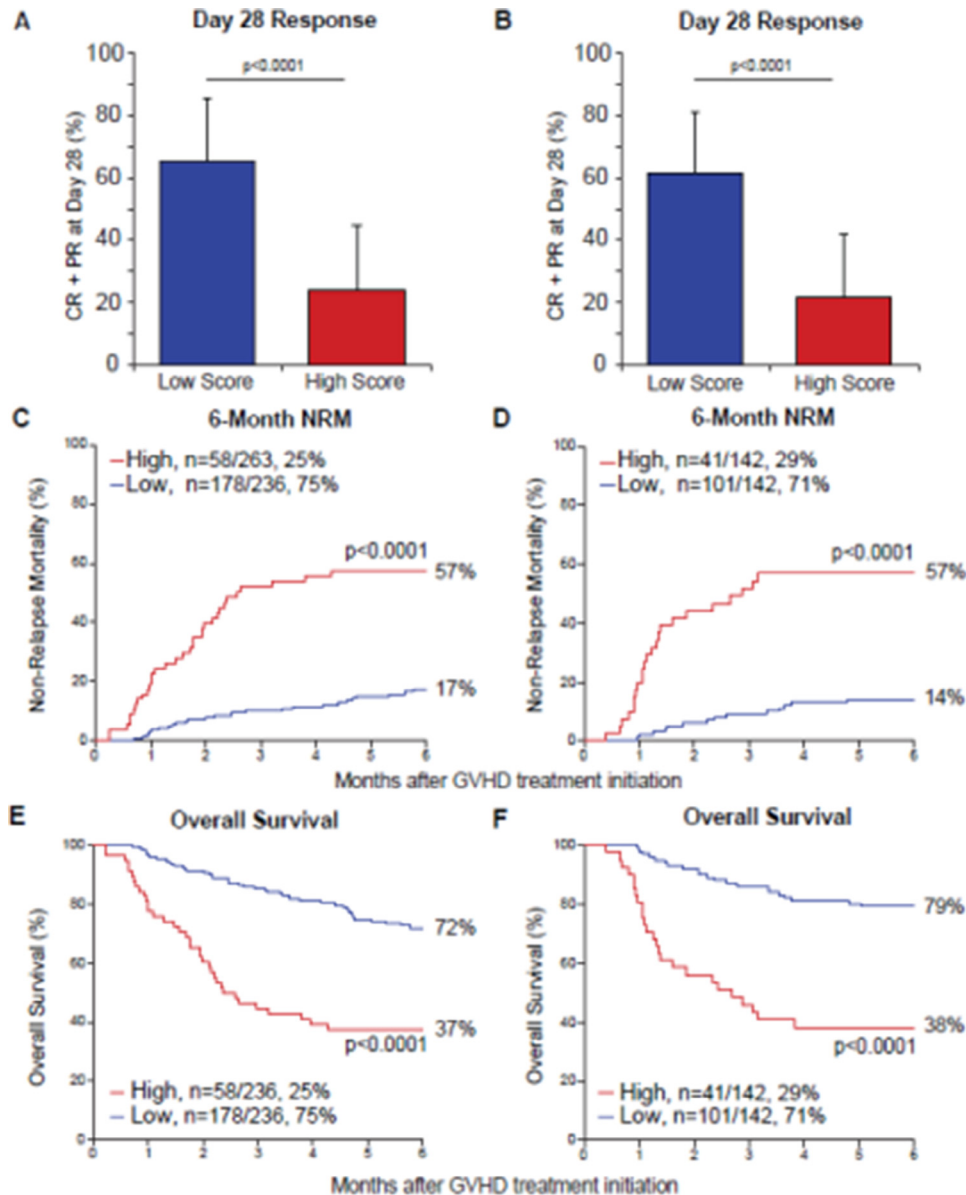 A
Day 28 Response
p<0.0001
CR + PR at Day 28 (%)
100
80
60
40
20
0
Low Score
High Score
B
Day 28 Response
p<0.0001
CR + PR at Day 28 (%)
100
80
60
40
20
0
Low Score
High Score
C
6-Month NRM
High, n=58/263, 25%
Low, n=178/236, 75%
p<0.0001
57%
17%
Non-Relapse Mortality (%)
100
80
60
40
20
0
0 1 2 3 4 5 6
D
6-Month NRM
High, n=41/142, 29%
Low, n=101/142, 71%
p<0.0001
57%
14%
Non-Relapse Mortality (%)
100
80
60
40
20
0
0 1 2 3 4 5 6
Months after GVHD treatment initiation
E
Overall Survival
72%
37%
p<0.0001
High, n=58/236, 25%
Low, n=178/236, 75%
Overall Survival (%)
100
80
60
40
20
0
0 1 2 3 4 5 6
F
Overall Survival
79%
38%
p<0.0001
High, n=41/142, 29%
Low, n=101/142, 71%
Overall Survival (%)
100
80
60
40
20
0
0 1 2 3 4 5 6
Months after GVHD treatment initiation